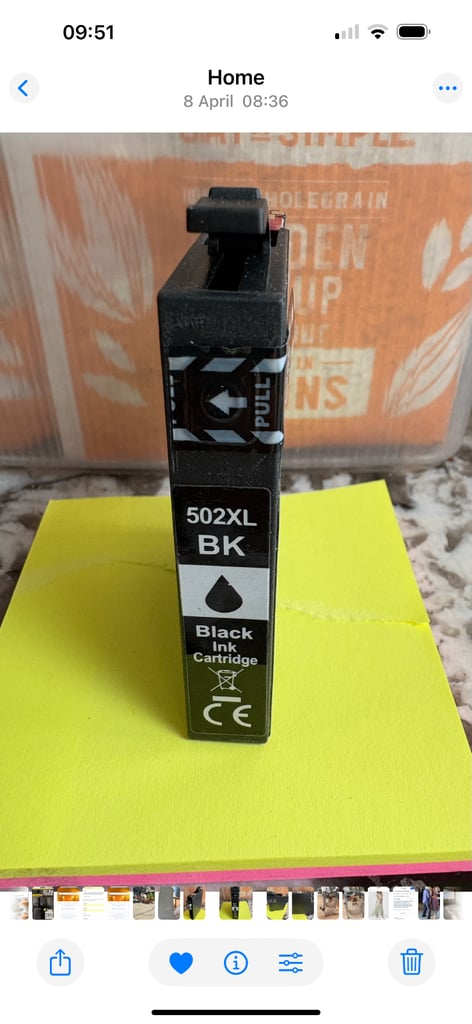 09:51
Home
8 April 08:36
WHOLEGRAIN
PULL
502XL
BK
Black
Ink
Cartridge
CE